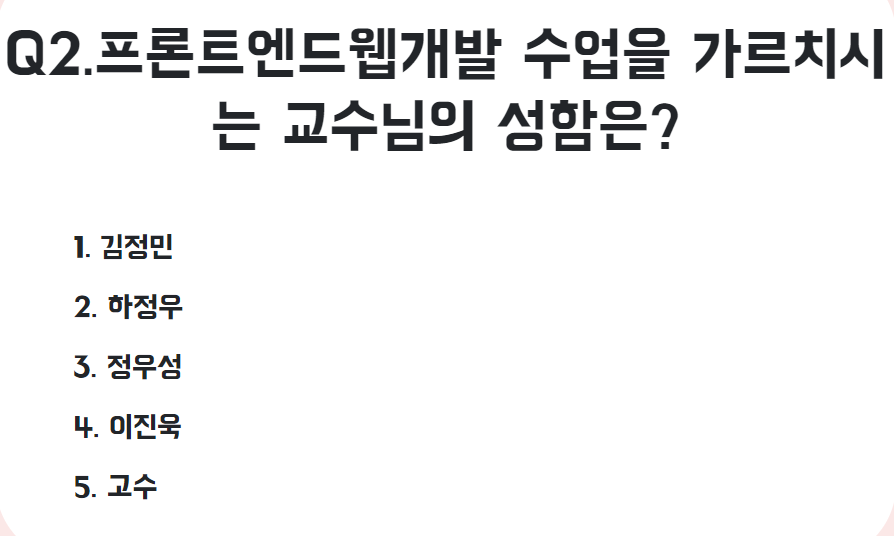 Q2.프론트엔드웹개발 수업을 가르치시
는 교수님의 성함은?
1. 김정민
2. 하정우
3. 정우성
4. 이진욱
5. 고수